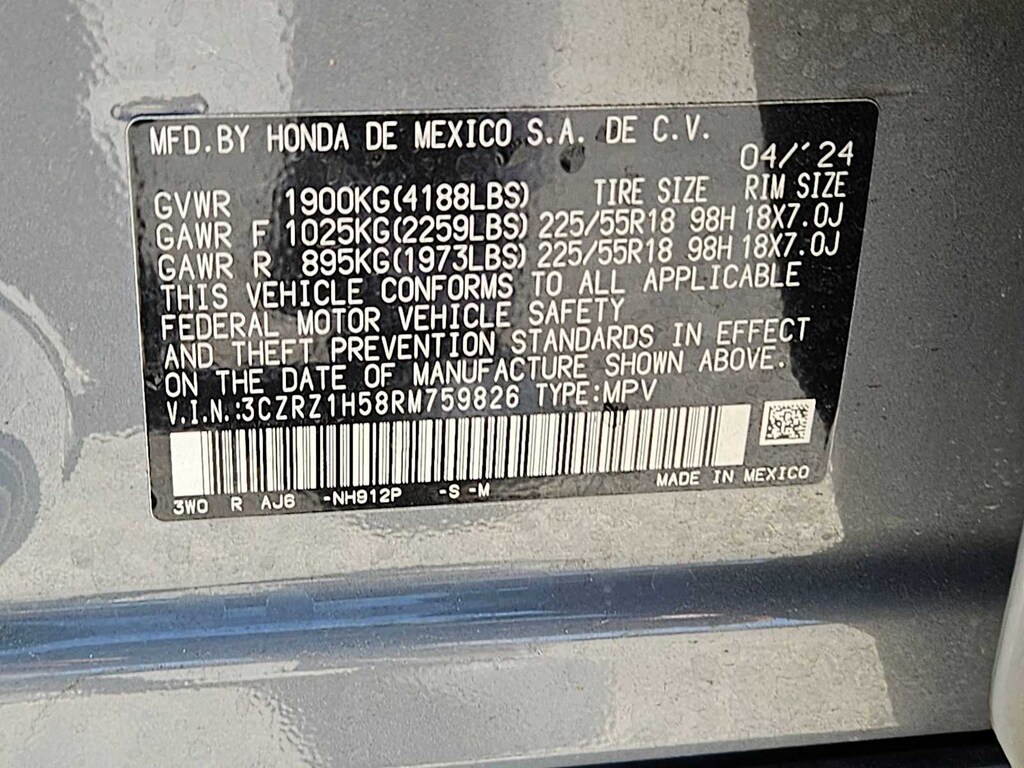 MFD.BY HONDA DE MEXICO S.A. DE C.V.
04/'24
GVWR 1900KG(4188LBS) TIRE SIZE RIM SIZE
GAWR F 1025KG(2259LBS) 225/55R18 98H 18X7.0J
GAWR R 895KG(1973LBS) 225/55R18 98H 18X7.0J
THIS VEHICLE CONFORMS TO ALL APPLICABLE
FEDERAL MOTOR VEHICLE SAFETY
AND THEFT PREVENTION STANDARDS IN EFFECT
ON THE DATE OF MANUFACTURE SHOWN ABOVE.
V.I.N.:3CZRZ1H58RM759826 TYPE:MPV
MADE IN MEXICO
3W0 R AJ6 -NH912P -S -M